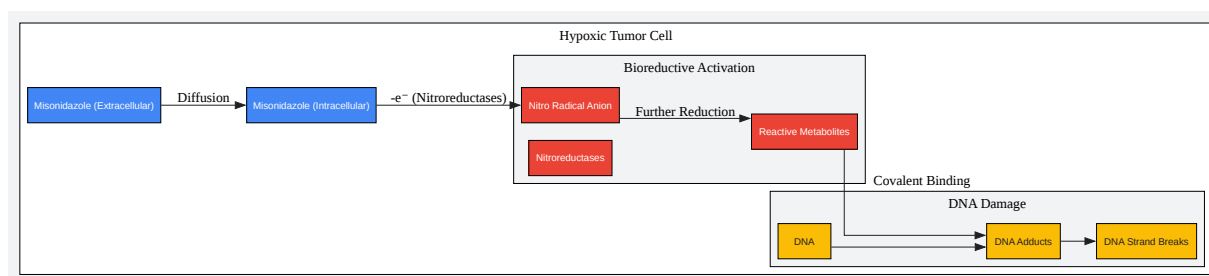 Hypoxic Tumor Cell
Bioreductive Activation
Misonidazole (Extracellular)
Diffusion
Misonidazole (Intracellular)
-e⁻ (Nitroreductases)
Nitro Radical Anion
Further Reduction
Reactive Metabolites
Nitroreductases
Covalent Binding
DNA Damage
DNA
DNA Adducts
DNA Strand Breaks